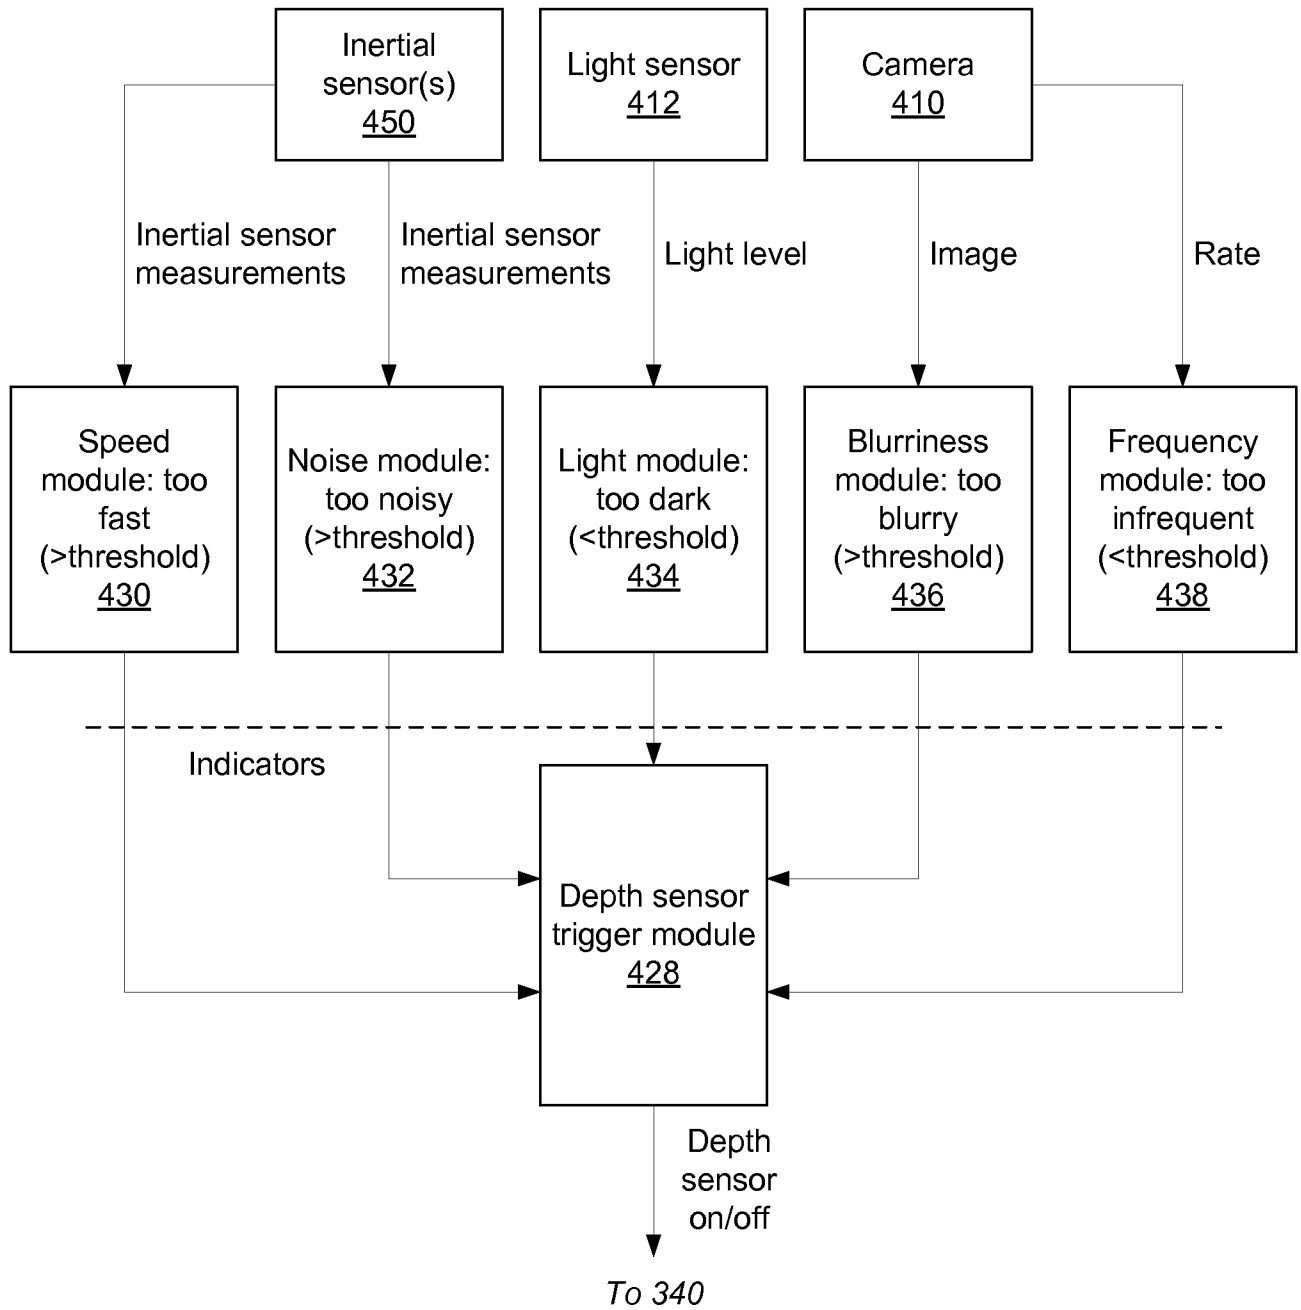 Inertial
sensor(s)
450
Light sensor
412
Camera
410
Inertial sensor
measurements
Inertial sensor
measurements
Light level
Image
Rate
Speed
module: too
fast
(>threshold)
430
Noise module:
too noisy
(>threshold)
432
Light module:
too dark
(<threshold)
434
Blurriness
module: too
blurry
(>threshold)
436
Frequency
module: too
infrequent
(<threshold)
438
Indicators
Depth sensor
trigger module
428
Depth
sensor
on/off
To 340